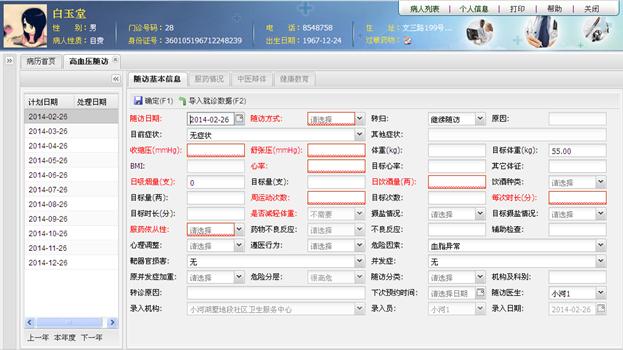 病人列表 | 个人信息 | 打印 | 帮助 | 关闭
白玉堂
性　别：男 门诊号码：28 电　话：8548758 住　址：文三路199号...
病人性质：自费 身份证号：360105196712248239 出生日期：1967-12-24 过敏药物：
病历首页 高血压随访
随访基本信息 服药情况 中医辩体 健康教育
确定(F1) 导入就诊数据(F2)
计划日期 处理日期
2014-02-26
2014-03-26
2014-04-26
2014-05-26
2014-06-26
2014-07-26
2014-08-26
2014-09-26
2014-10-26
2014-11-26
2014-12-26
上一年 本年度 下一年
随访日期: 2014-02-26 随访方式: 请选择 转归: 继续随访 原因:
目前症状: 无症状 其他症状:
收缩压(mmHg): 舒张压(mmHg): 体重(kg): 目标体重(kg): 55.00
BMI: 心率: 目标心率: 其它体征:
日吸烟量(支): 0 目标量(支): 日饮酒量(两): 饮酒种类: 请选择
目标量(两): 周运动次数: 目标次数: 每次时长(分):
目标时长(分): 是否减轻体重: 不需要 摄盐情况: 请选择 目标摄盐情况: 请选择
服药依从性: 请选择 药物不良反应: 请选择 不良反应: 辅助检查:
心理调整: 请选择 遵医行为: 请选择 危险因素: 血脂异常
靶器官损害: 无 并发症: 无
原并发症加重: 请选择 危险分层: 很高危 随访分类: 请选择 机构及科别:
转诊原因: 下次预约时间: 请选择日期 随访医生: 小河1
录入机构: 小河湖墅地段社区卫生服务中心 录入员: 小河1 录入日期: 2014-02-26